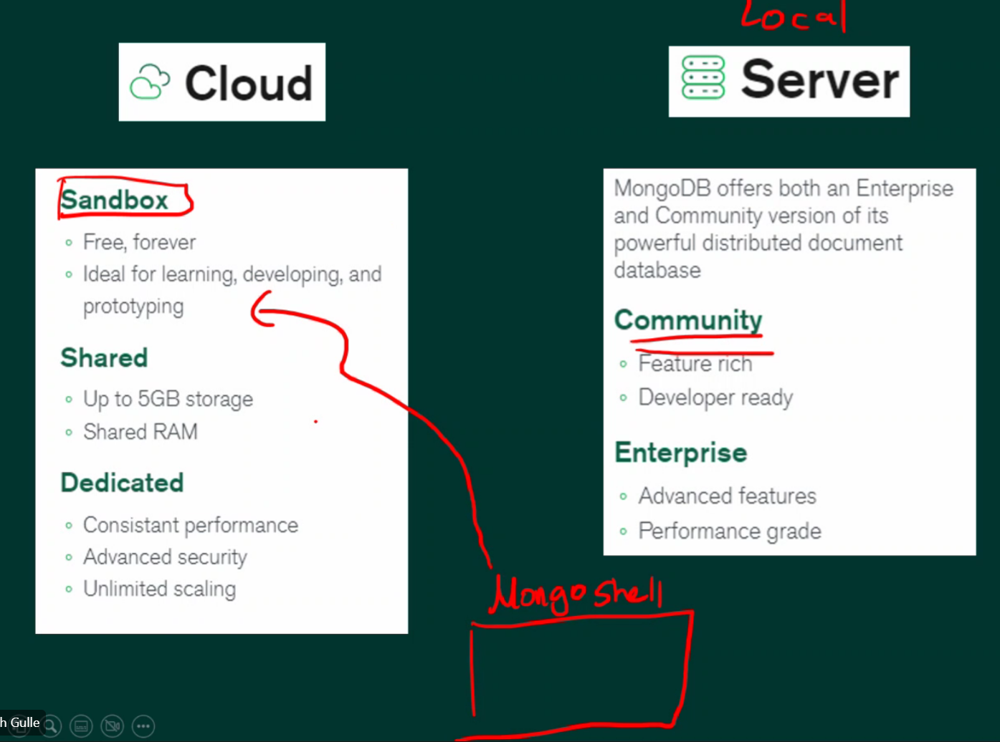 Local
Cloud
Server
Sandbox
Free, forever
Ideal for learning, developing, and
prototyping
Shared
Up to 5GB storage
Shared RAM
Dedicated
Consistant performance
Advanced security
Unlimited scaling
MongoDB offers both an Enterprise
and Community version of its
powerful distributed document
database
Community
Feature rich
Developer ready
Enterprise
Advanced features
Performance grade
Mongo shell
h Gulle